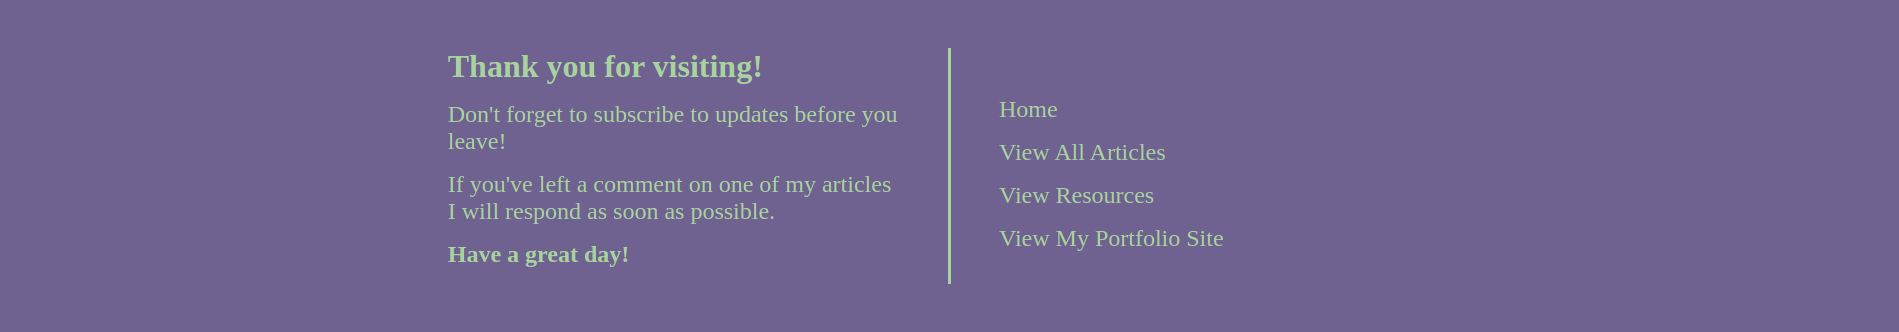 Thank you for visiting!
Don't forget to subscribe to updates before you
leave!
If you've left a comment on one of my articles
I will respond as soon as possible.
Have a great day!
Home
View All Articles
View Resources
View My Portfolio Site